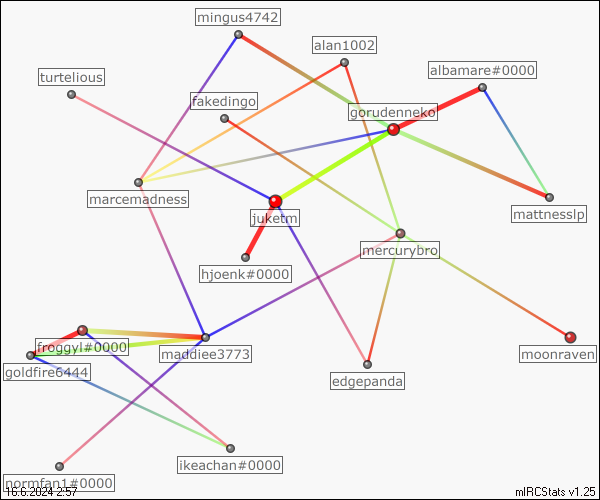 mingus4742
alan1002
albamare#0000
turtelious
fakedingo
gorudenneko
marcemadness
mattnesslp
juketm
mercurybro
hjoenk#0000
froggyl#0000
maddiee3773
moonraven
goldfire6444
edgepanda
ikeachan#0000
normfan1#0000
16.6.2024 2:57
mIRCStats v1.25